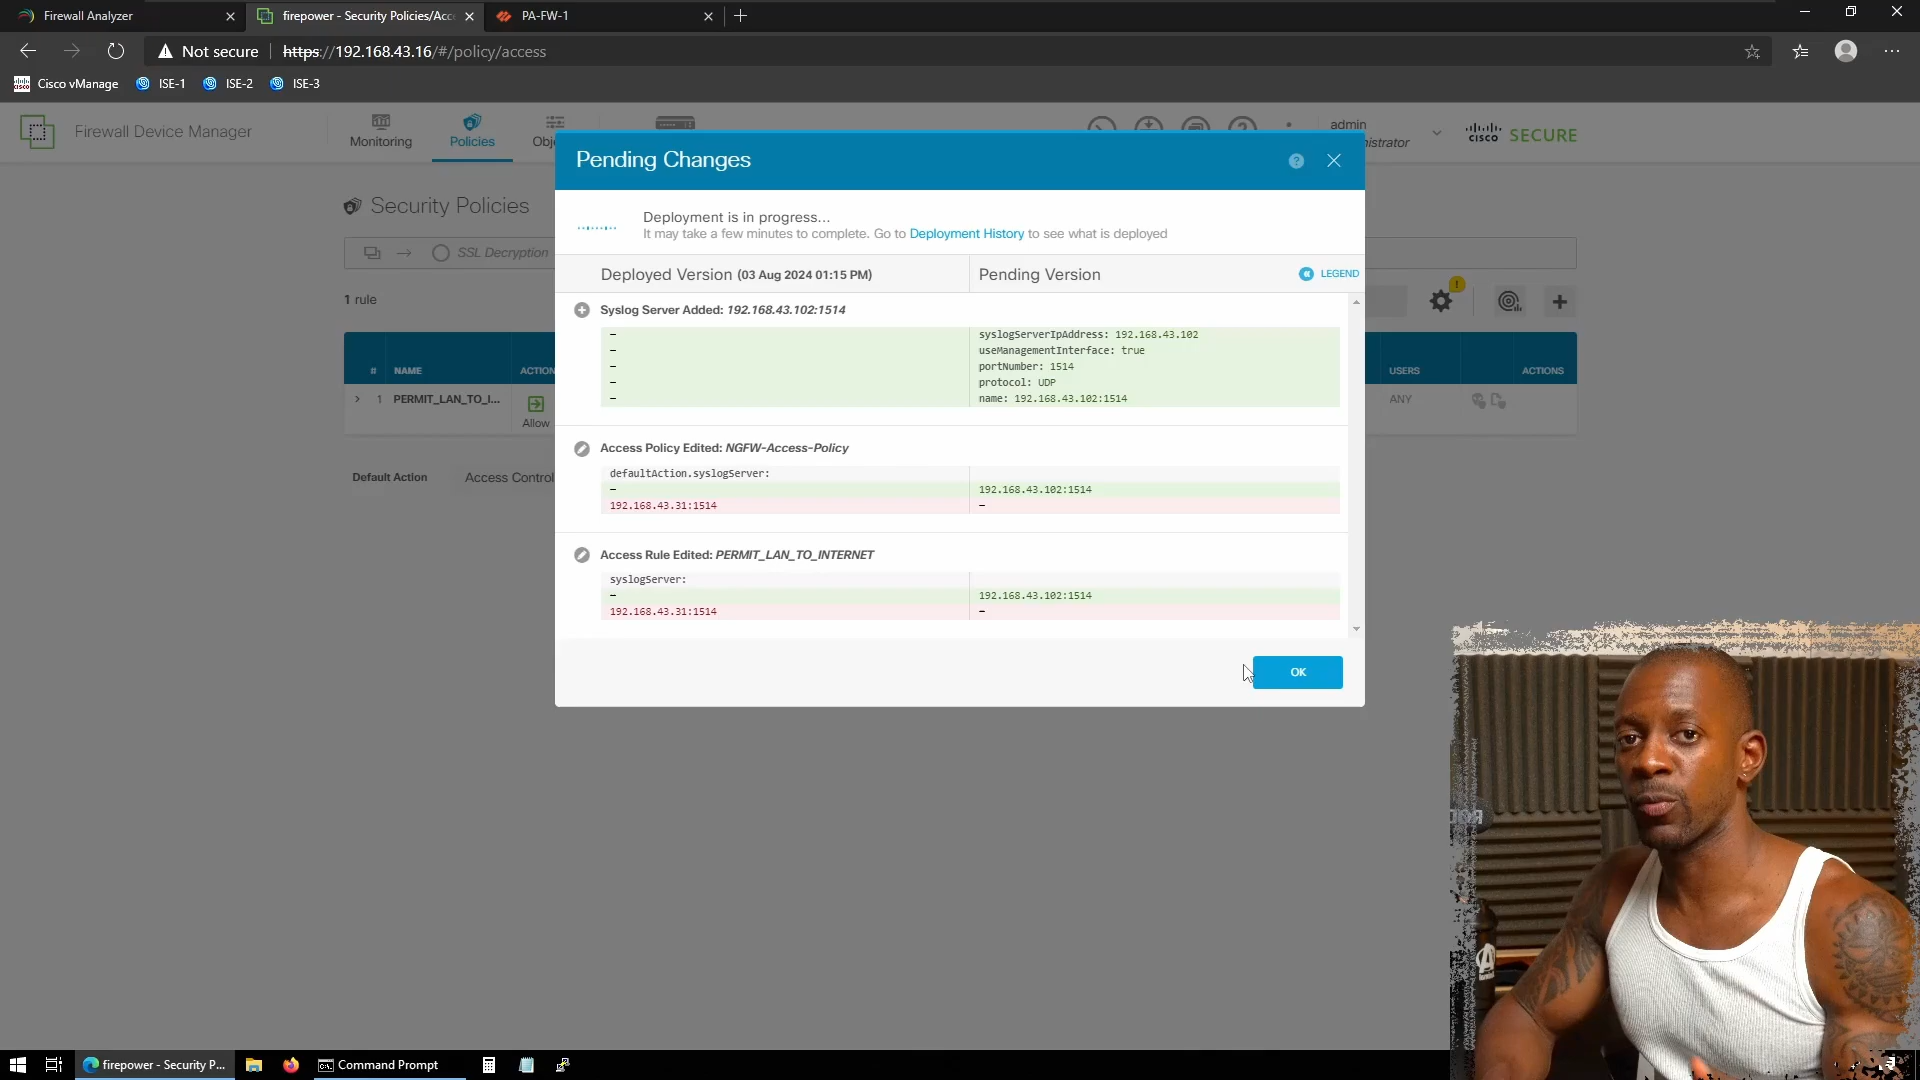 Firewall Analyzer
firepower - Security Policies/Acc
PA-FW-1
Not secure
https://192.168.43.16/#/policy/access
Cisco vManage
ISE-1
ISE-2
ISE-3
Firewall Device Manager
Monitoring
Policies
Obje
admin
nistrator
cisco SECURE
Pending Changes
Security Policies
Deployment is in progress...
It may take a few minutes to complete. Go to Deployment History to see what is deployed
SSL Decryption
Deployed Version (03 Aug 2024 01:15 PM)
Pending Version
LEGEND
1 rule
Syslog Server Added: 192.168.43.102:1514
– syslogServerIpAddress: 192.168.43.102
– useManagementInterface: true
– portNumber: 1514
– protocol: UDP
– name: 192.168.43.102:1514
# NAME ACTION
USERS ACTIONS
1 PERMIT_LAN_TO_I...
Allow
ANY
Access Policy Edited: NGFW-Access-Policy
defaultAction.syslogServer:
– 192.168.43.102:1514
192.168.43.31:1514 –
Default Action
Access Control
Access Rule Edited: PERMIT_LAN_TO_INTERNET
syslogServer:
– 192.168.43.102:1514
192.168.43.31:1514 –
OK
firepower - Security P...
Command Prompt